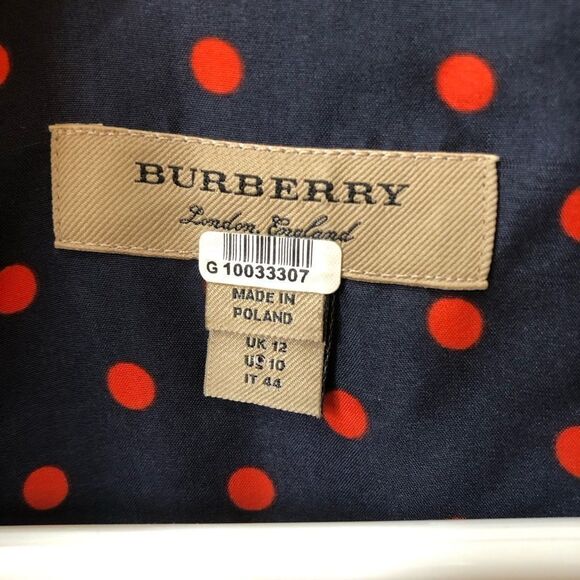 BURBERRY
London, England
G 10033307
MADE IN
POLAND
UK 12
US 10
IT 44